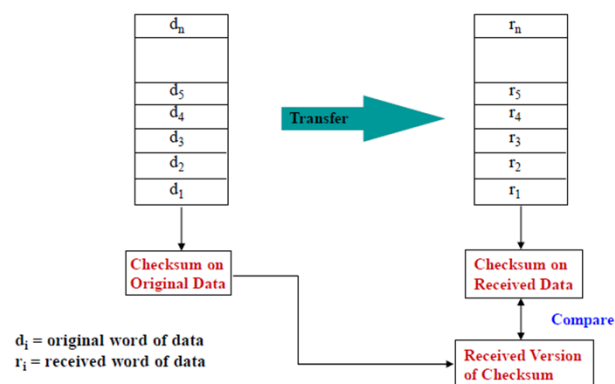 dₙ
d₅
d₄
d₃
d₂
d₁
Transfer
rₙ
r₅
r₄
r₃
r₂
r₁
Checksum on
Original Data
Checksum on
Received Data
Compare
Received Version
of Checksum
dᵢ = original word of data
rᵢ = received word of data